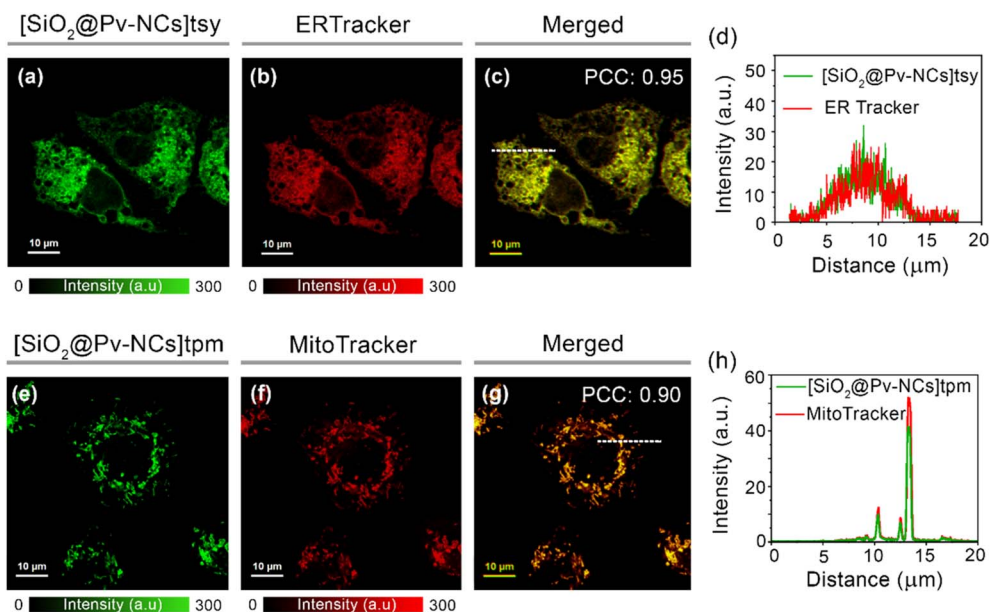 [SiO₂@Pv-NCs]tsy
ERTracker
Merged
(d)
(a)
(b)
(c)
PCC: 0.95
10 µm
10 µm
10 µm
0 Intensity (a.u) 300
0 Intensity (a.u) 300
Intensity (a.u.)
50
40
30
20
10
0
[SiO₂@Pv-NCs]tsy
ER Tracker
0 5 10 15 20
Distance (µm)
[SiO₂@Pv-NCs]tpm
MitoTracker
Merged
(h)
(e)
(f)
(g)
PCC: 0.90
10 µm
10 µm
10 µm
0 Intensity (a.u) 300
0 Intensity (a.u) 300
Intensity (a.u.)
60
40
20
0
[SiO₂@Pv-NCs]tpm
MitoTracker
0 5 10 15 20
Distance (µm)